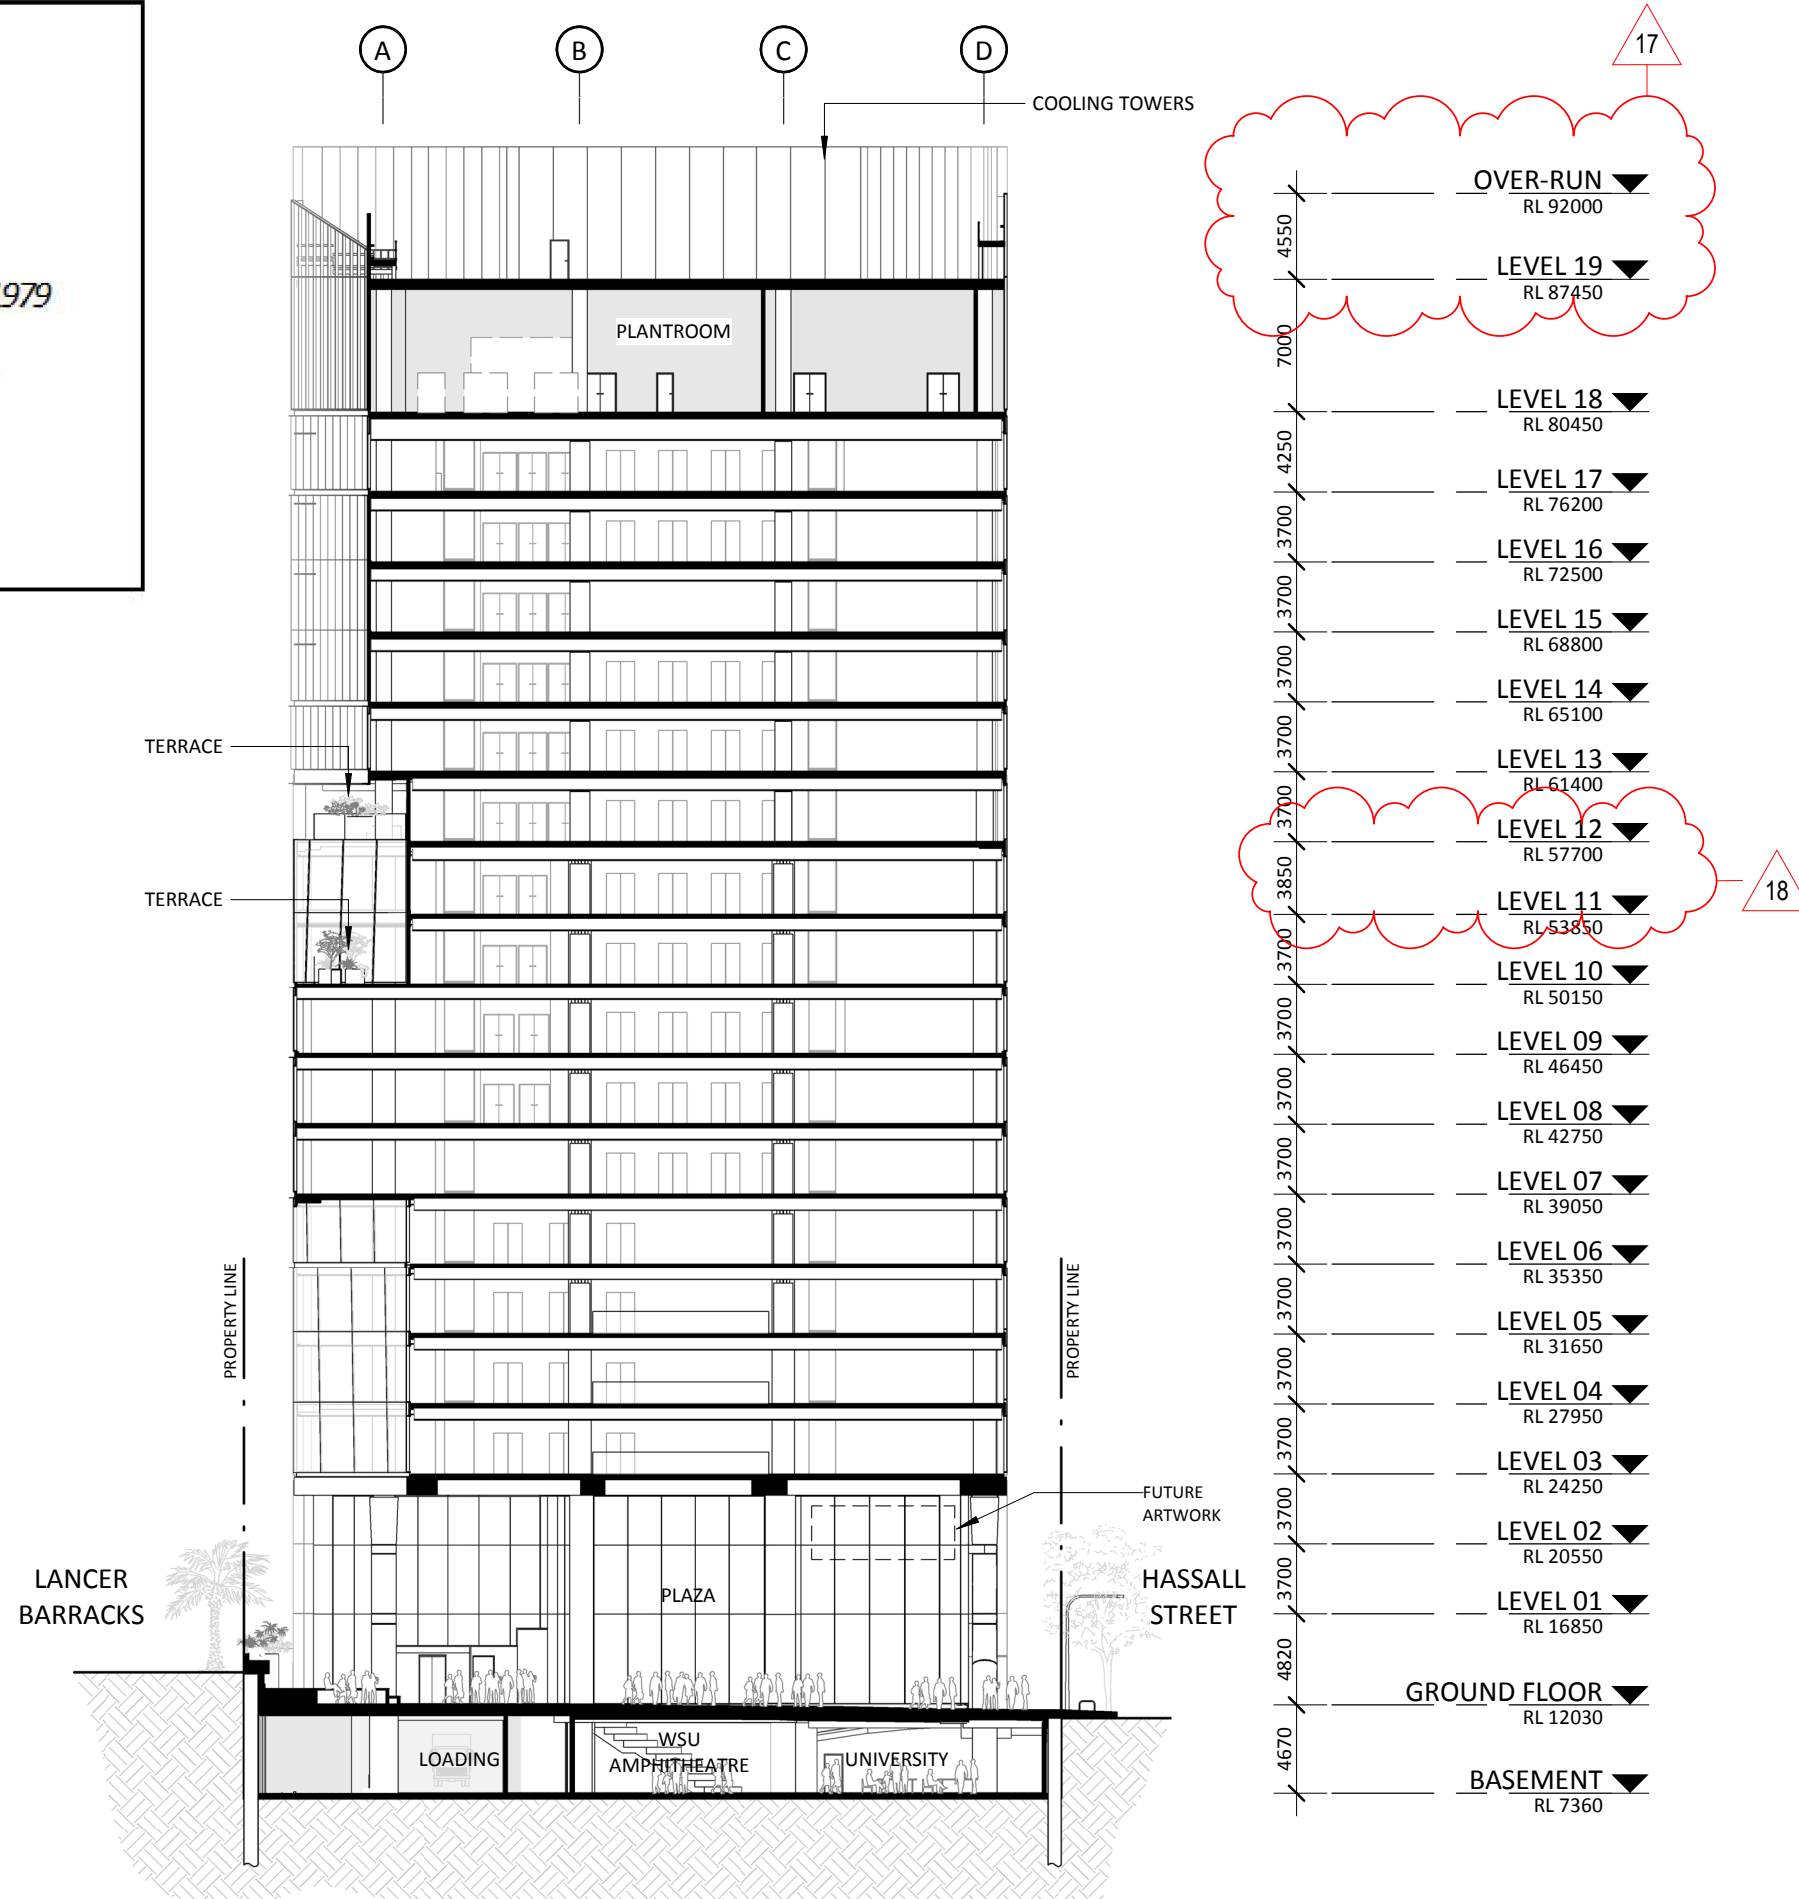 A
B
C
D
17
COOLING TOWERS
OVER-RUN
RL 92000
4550
LEVEL 19
RL 87450
979
PLANTROOM
7000
LEVEL 18
RL 80450
4250
LEVEL 17
RL 76200
3700
LEVEL 16
RL 72500
3700
LEVEL 15
RL 68800
3700
LEVEL 14
RL 65100
3700
TERRACE
LEVEL 13
RL 61400
3700
LEVEL 12
RL 57700
3850
18
TERRACE
LEVEL 11
RL 53850
3700
LEVEL 10
RL 50150
3700
LEVEL 09
RL 46450
3700
LEVEL 08
RL 42750
3700
LEVEL 07
RL 39050
3700
LEVEL 06
RL 35350
PROPERTY LINE
PROPERTY LINE
3700
LEVEL 05
RL 31650
3700
LEVEL 04
RL 27950
3700
LEVEL 03
RL 24250
3700
FUTURE
ARTWORK
LEVEL 02
RL 20550
3700
LANCER
BARRACKS
PLAZA
HASSALL
STREET
LEVEL 01
RL 16850
4820
GROUND FLOOR
RL 12030
4670
LOADING
WSU
AMPHITHEATRE
UNIVERSITY
BASEMENT
RL 7360